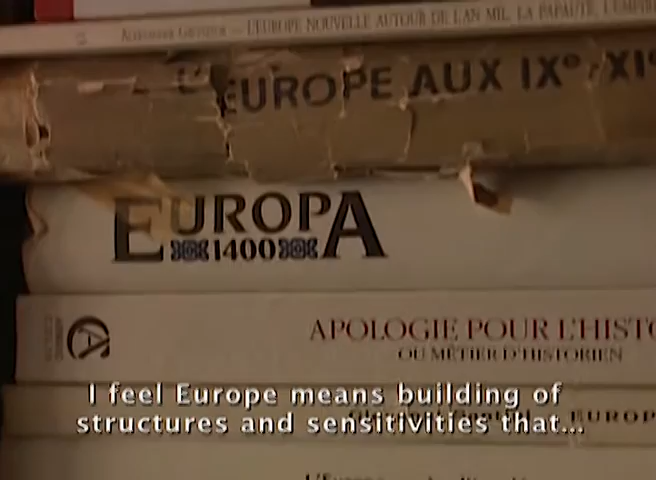 L'EUROPE NOUVELLE AUTOUR DE L'AN MIL. LA PAPAUTÉ, L'EMPIRE
L'EUROPE AUX IXᵉ-XIᵉ
EUROPA
1400
APOLOGIE POUR L'HISTO
OU MÉTIER D'HISTORIEN
EUROP
I feel Europe means building of
structures and sensitivities that...